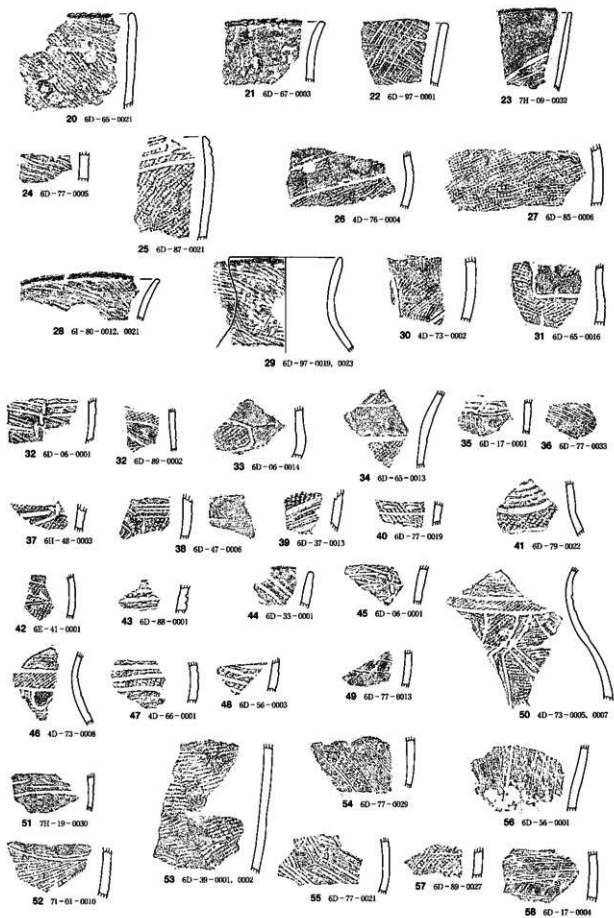 20 6D-65-0021
21 6D-67-0003
22 6D-97-0001
23 7H-09-0032
24 6D-77-0005
25 6D-87-0021
26 4D-76-0004
27 6D-85-0006
28 6I-80-0012, 0021
29 6D-97-0019, 0023
30 4D-73-0002
31 6D-65-0016
32 6D-06-0001
32 6D-89-0002
33 6D-06-0014
34 6D-65-0013
35 6D-17-0001
36 6D-77-0033
37 6H-48-0003
38 6D-47-0006
39 6D-37-0013
40 6D-77-0019
41 6D-79-0022
42 6E-41-0001
43 6D-88-0001
44 6D-33-0001
45 6D-06-0001
46 4D-73-0008
47 4D-66-0001
48 6D-56-0003
49 6D-77-0013
50 4D-73-0005, 0007
51 7H-19-0030
52 7I-01-0010
53 6D-39-0001, 0002
54 6D-77-0029
55 6D-77-0021
56 6D-56-0001
57 6D-89-0027
58 6D-17-0004